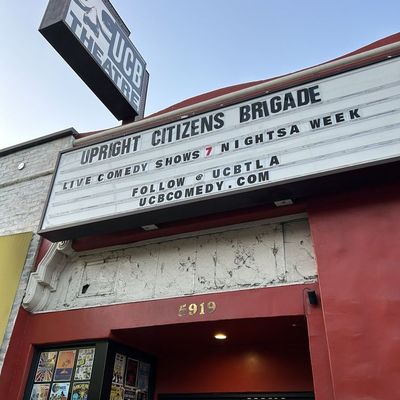 UCB
THEATRE
UPRIGHT CITIZENS BRIGADE
LIVE COMEDY SHOWS 7 NIGHTSA WEEK
FOLLOW @ UCBTLA
UCBCOMEDY.COM
5919